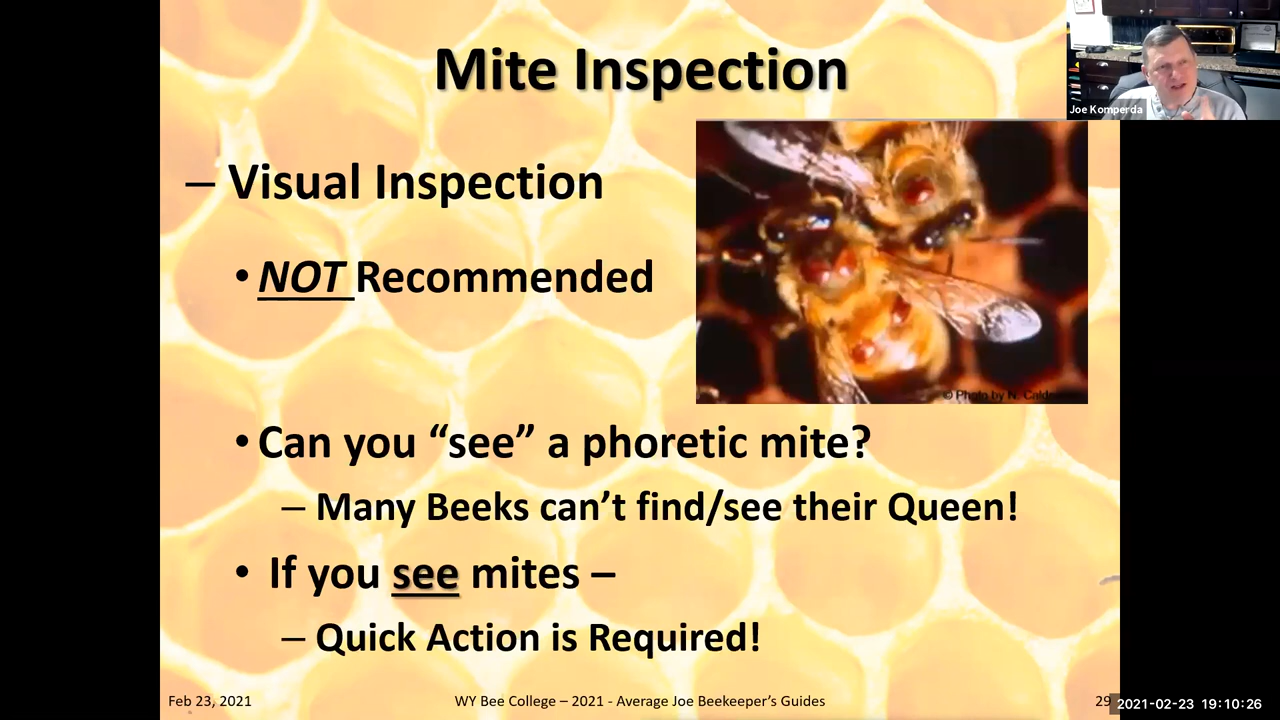 Mite Inspection
Joe Komperda
– Visual Inspection
• NOT Recommended
© Photo by N.
• Can you “see” a phoretic mite?
– Many Beeks can’t find/see their Queen!
• If you see mites –
– Quick Action is Required!
Feb 23, 2021
WY Bee College – 2021 - Average Joe Beekeeper’s Guides
29
2021-02-23 19:10:26